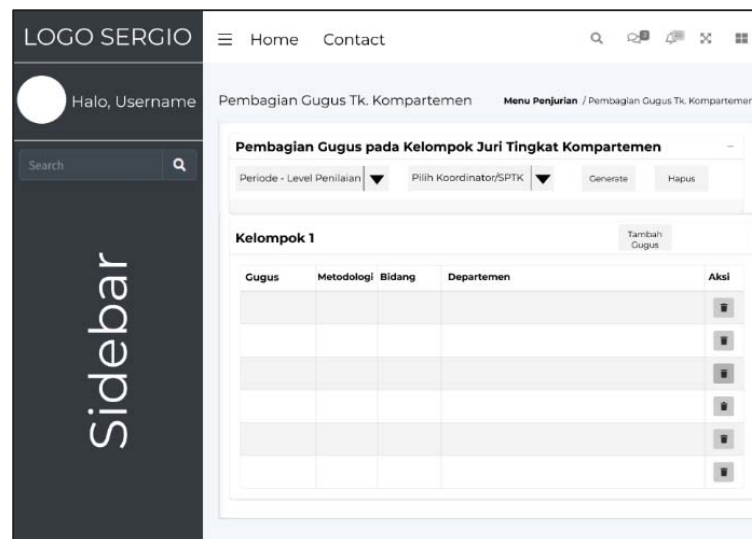 LOGO SERGIO
Home Contact
Halo, Username
Search
Sidebar
Pembagian Gugus Tk. Kompartemen
Menu Penjurian / Pembagian Gugus Tk. Kompartemen
Pembagian Gugus pada Kelompok Juri Tingkat Kompartemen
Periode - Level Penilaian Pilih Koordinator/SPTK Generate Hapus
Kelompok 1
Tambah
Gugus
Gugus Metodologi Bidang Departemen Aksi